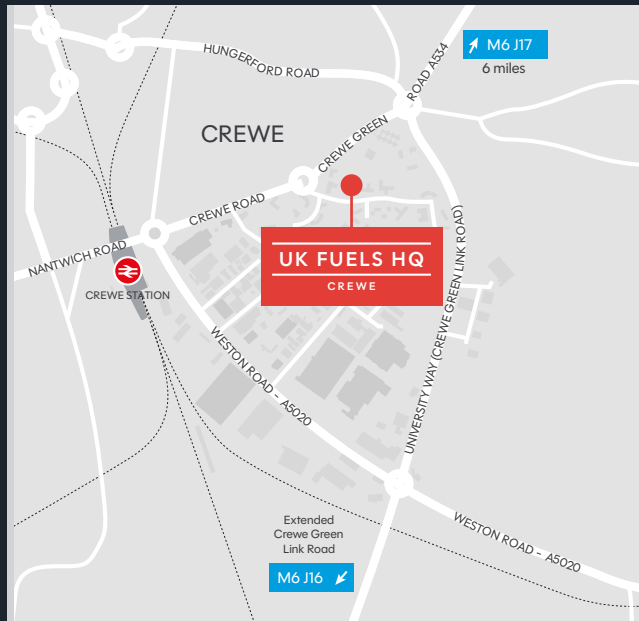 M6 J17
6 miles
HUNGERFORD ROAD
ROAD A534
CREWE
CREWE GREEN
CREWE ROAD
NANTWICH ROAD
CREWE STATION
UK FUELS HQ
CREWE
UNIVERSITY WAY (CREWE GREEN LINK ROAD)
WESTON ROAD - A5020
WESTON ROAD - A5020
Extended
Crewe Green
Link Road
M6 J16